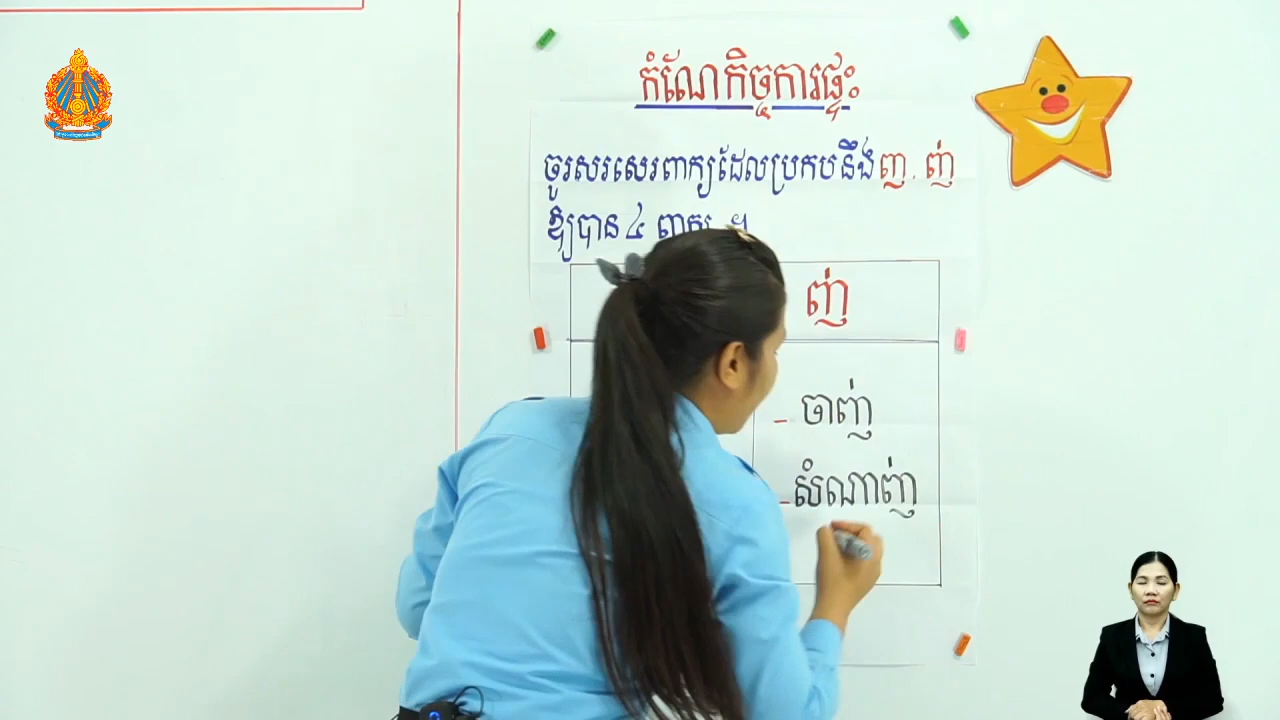 កំណែកិច្ចការផ្ទះ
ចូរសរសេរពាក្យដែលប្រកបនឹង ញ , ញ់
ឱ្យបាន ៤ ពាក្យ ។
ញ់
- ចាញ់
- សំណាញ់